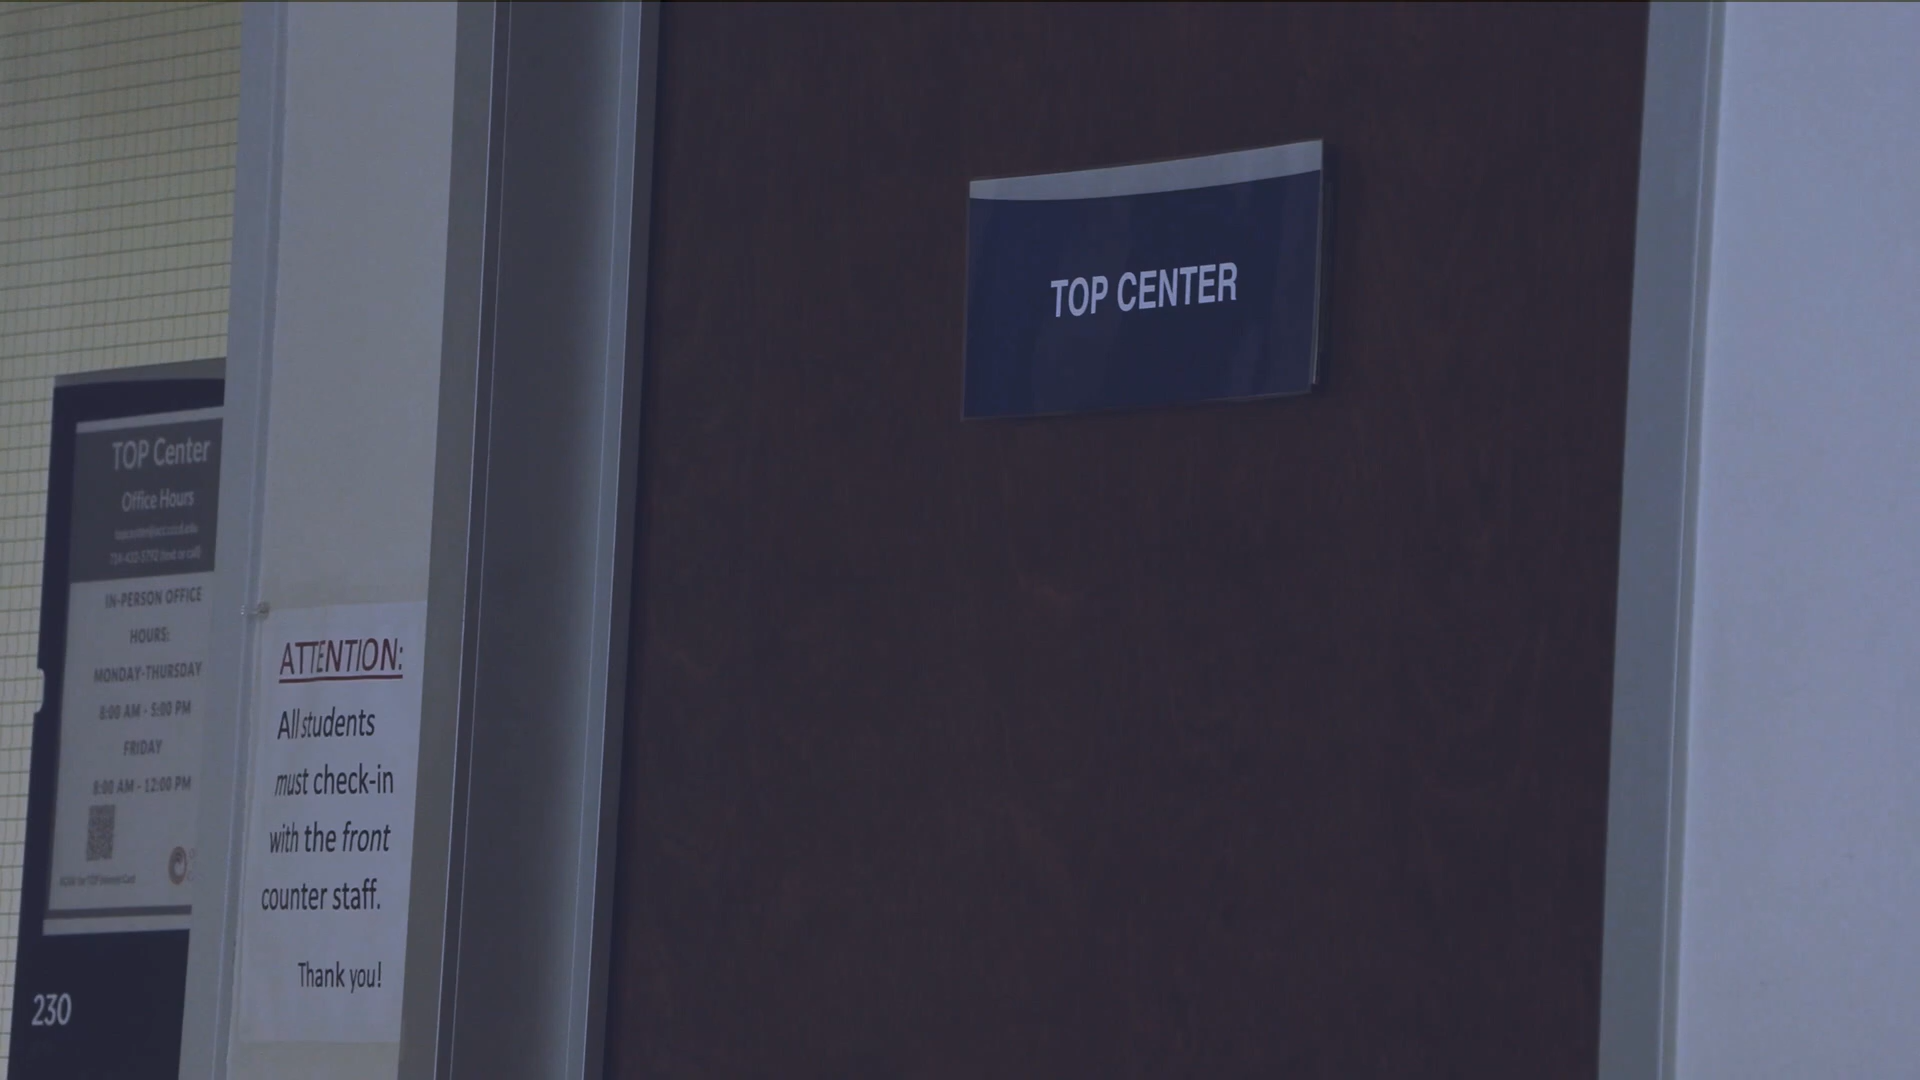 TOP CENTER
TOP Center
Office Hours
IN-PERSON OFFICE
HOURS:
MONDAY-THURSDAY
8:00 AM - 5:00 PM
FRIDAY
8:00 AM - 12:00 PM
230
ATTENTION:
All students
must check-in
with the front
counter staff.
Thank you!